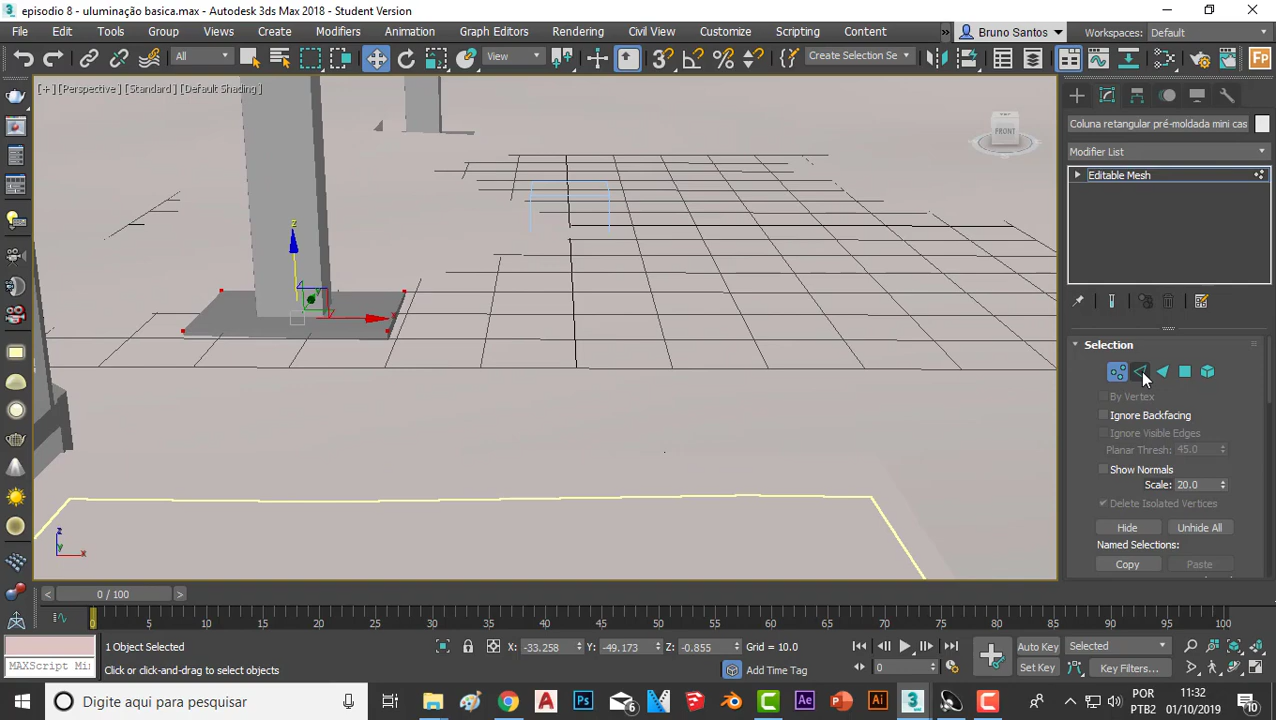 episodio 8 - uluminação basica.max - Autodesk 3ds Max 2018 - Student Version
File Edit Tools Group Views Create Modifiers Animation Graph Editors Rendering Civil View Customize Scripting Content » Bruno Santos Workspaces: Default
All View 3 % Create Selection Se Fp
[+] [Perspective] [Standard] [Default Shading]
FRONT
Coluna retangular pré-moldada mini cas
Modifier List
Editable Mesh
z
y
x
Selection
By Vertex
Ignore Backfacing
Ignore Visible Edges
Planar Thresh: 45.0
Show Normals
Scale: 20.0
Delete Isolated Vertices
Hide Unhide All
Named Selections:
Copy Paste
z
y x
< 0 / 100 >
0 5 10 15 20 25 30 35 40 45 50 55 60 65 70 75 80 85 90 95 100
1 Object Selected X: -33.258 Y: -49.173 Z: -0.855 Grid = 10.0 Auto Key Selected
MAXScript Mi Click or click-and-drag to select objects Add Time Tag 0 Set Key Key Filters...
Digite aqui para pesquisar 6 Ps Ae Ai 3 POR 11:32
PTB2 01/10/2019 10